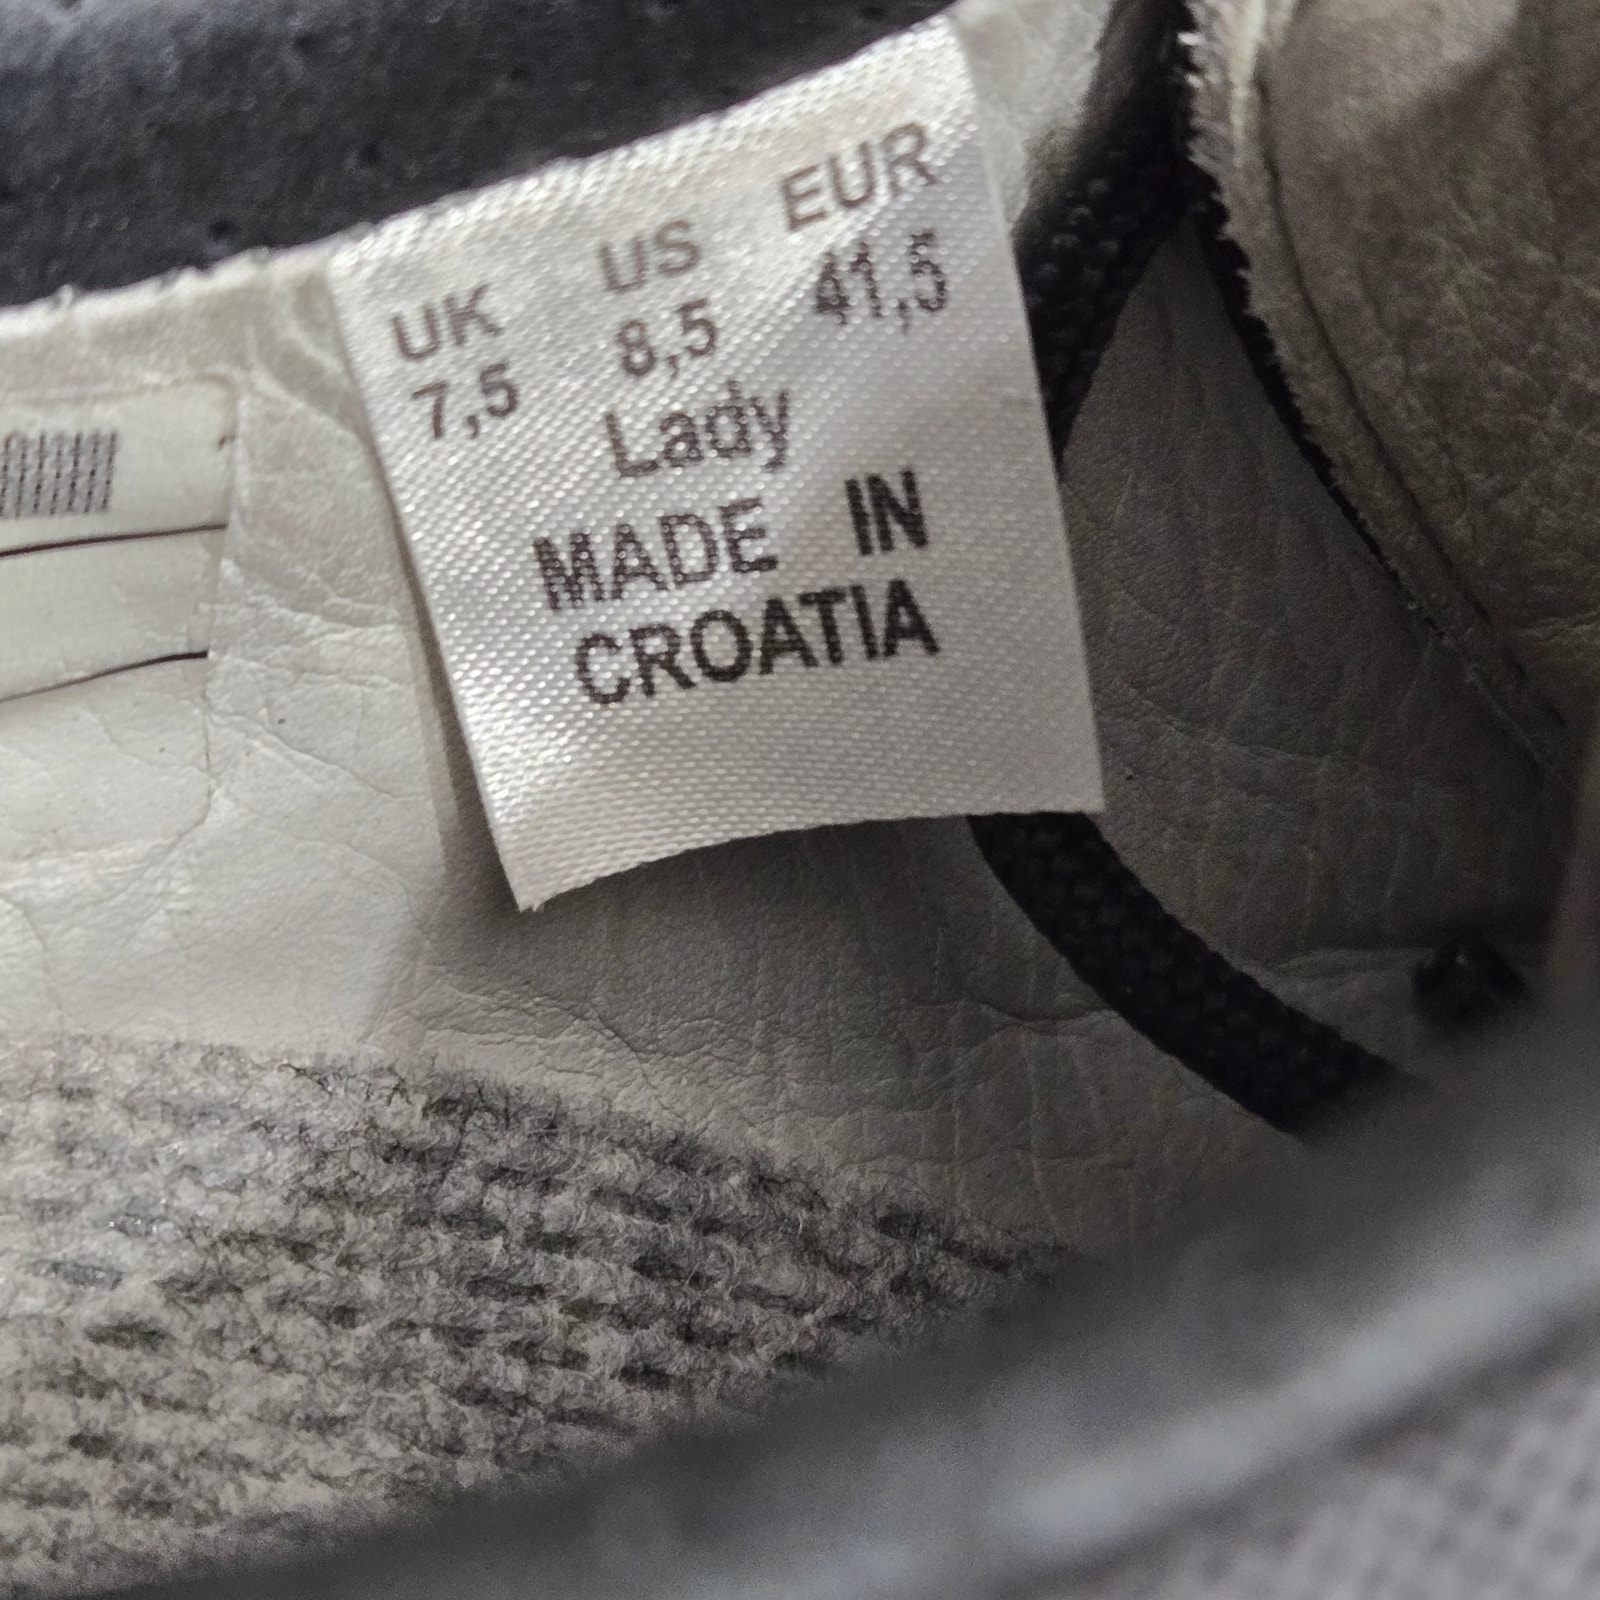 UK US EUR
7,5 8,5 41,5
Lady
MADE IN
CROATIA